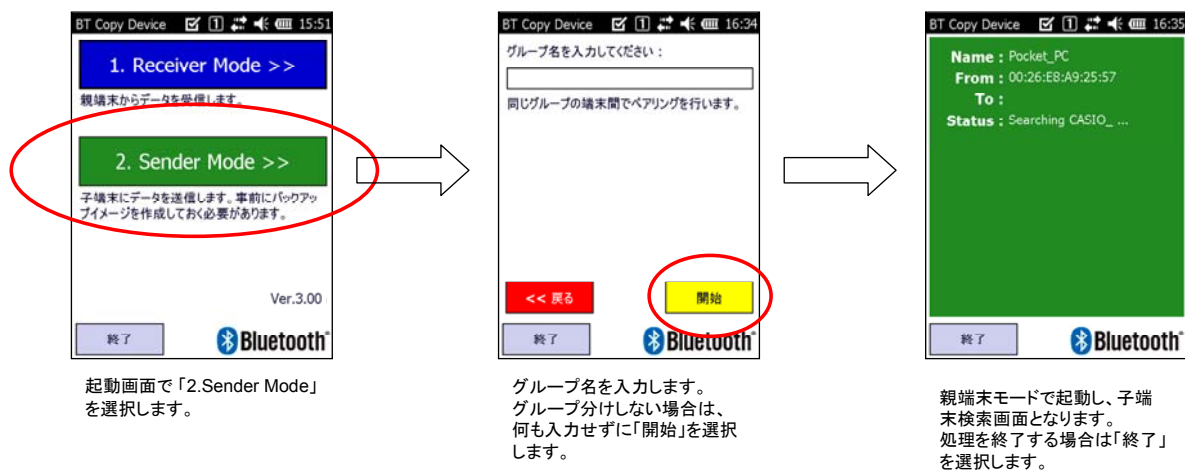 BT Copy Device 1 15:51
1. Receiver Mode >>
親端末からデータを受信します。
2. Sender Mode >>
子端末にデータを送信します。事前にバックアッ
プイメージを作成しておく必要があります。
Ver.3.00
終了
Bluetooth
起動画面で「2.Sender Mode」
を選択します。
BT Copy Device 1 16:34
グループ名を入力してください：
同じグループの端末間でペアリングを行います。
<< 戻る
開始
終了
Bluetooth
グループ名を入力します。
グループ分けしない場合は、
何も入力せずに「開始」を選択
します。
BT Copy Device 1 16:35
Name : Pocket_PC
From : 00:26:E8:A9:25:57
To :
Status : Searching CASIO_ ...
終了
Bluetooth
親端末モードで起動し、子端
末検索画面となります。
処理を終了する場合は「終了」
を選択します。